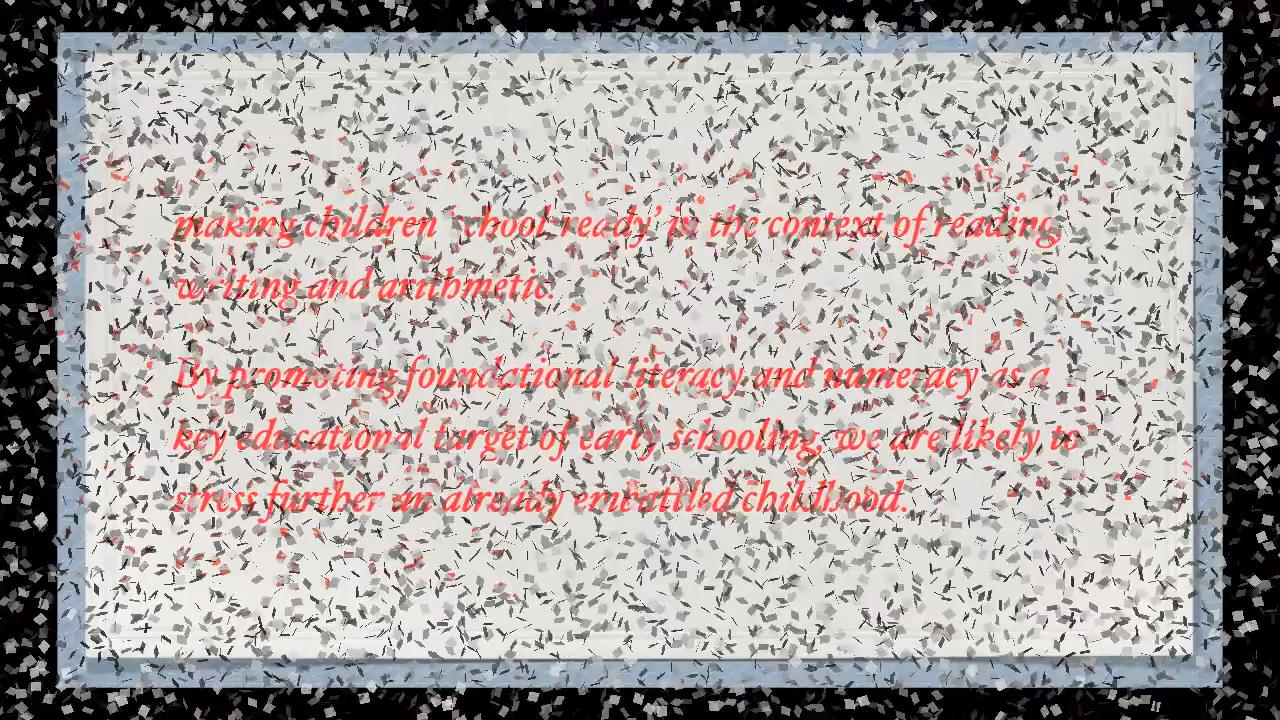 making children 'school ready' in the context of reading,
writing and arithmetic.
By promoting foundational literacy and numeracy as a
key educational target of early schooling, we are likely to
stress further an already embattled childhood.